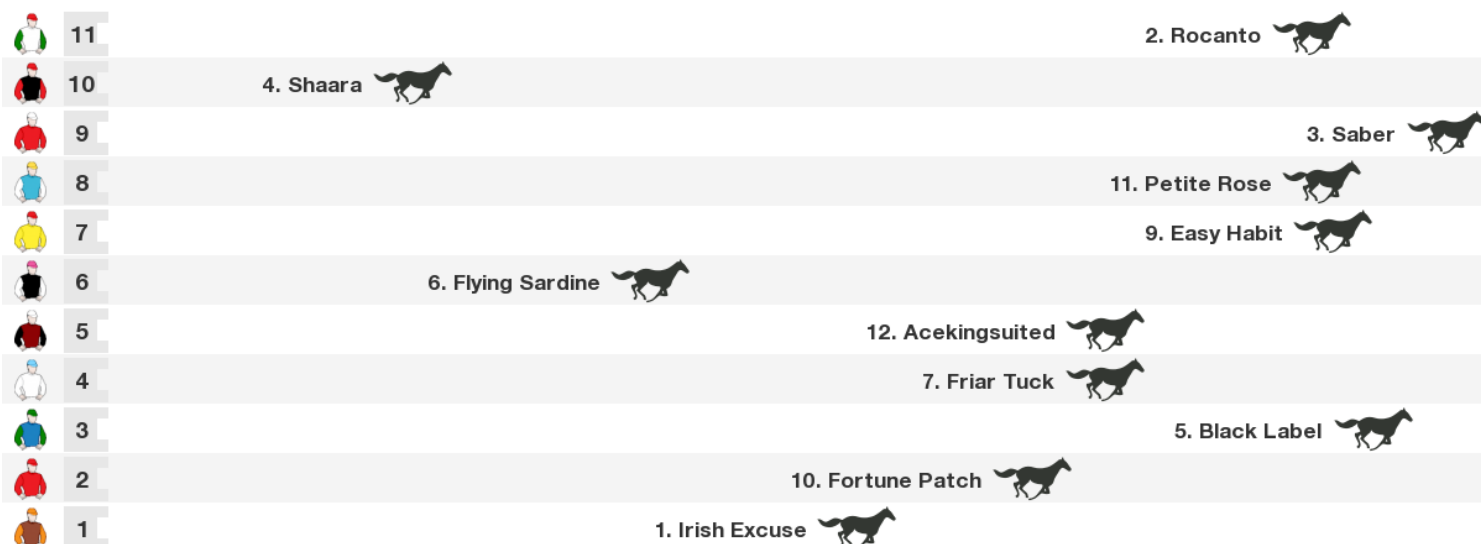 11 2. Rocanto
10 4. Shaara
9 3. Saber
8 11. Petite Rose
7 9. Easy Habit
6 6. Flying Sardine
5 12. Acekingsuited
4 7. Friar Tuck
3 5. Black Label
2 10. Fortune Patch
1 1. Irish Excuse